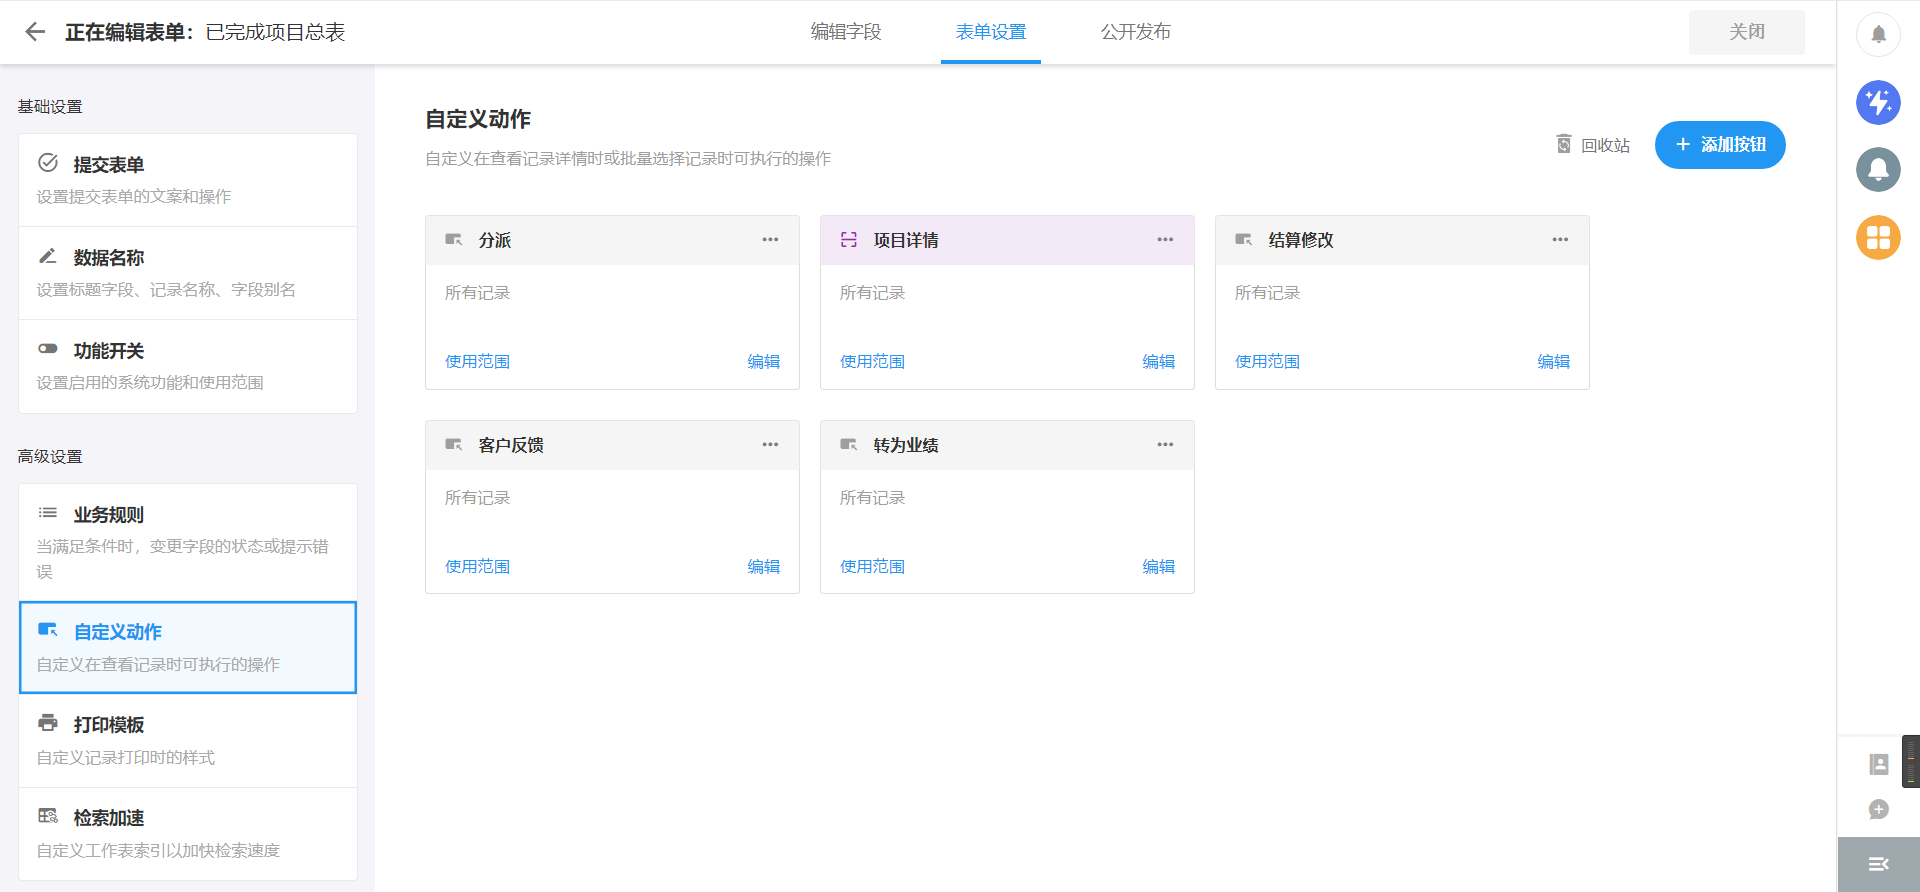 正在编辑表单：已完成项目总表
编辑字段
表单设置
公开发布
关闭
基础设置
提交表单
设置提交表单的文案和操作
数据名称
设置标题字段、记录名称、字段别名
功能开关
设置启用的系统功能和使用范围
高级设置
业务规则
当满足条件时，变更字段的状态或提示错
误
自定义动作
自定义在查看记录时可执行的操作
打印模板
自定义记录打印时的样式
检索加速
自定义工作表索引以加快检索速度
自定义动作
自定义在查看记录详情时或批量选择记录时可执行的操作
回收站
+ 添加按钮
分派
所有记录
使用范围
编辑
项目详情
所有记录
使用范围
编辑
结算修改
所有记录
使用范围
编辑
客户反馈
所有记录
使用范围
编辑
转为业绩
所有记录
使用范围
编辑